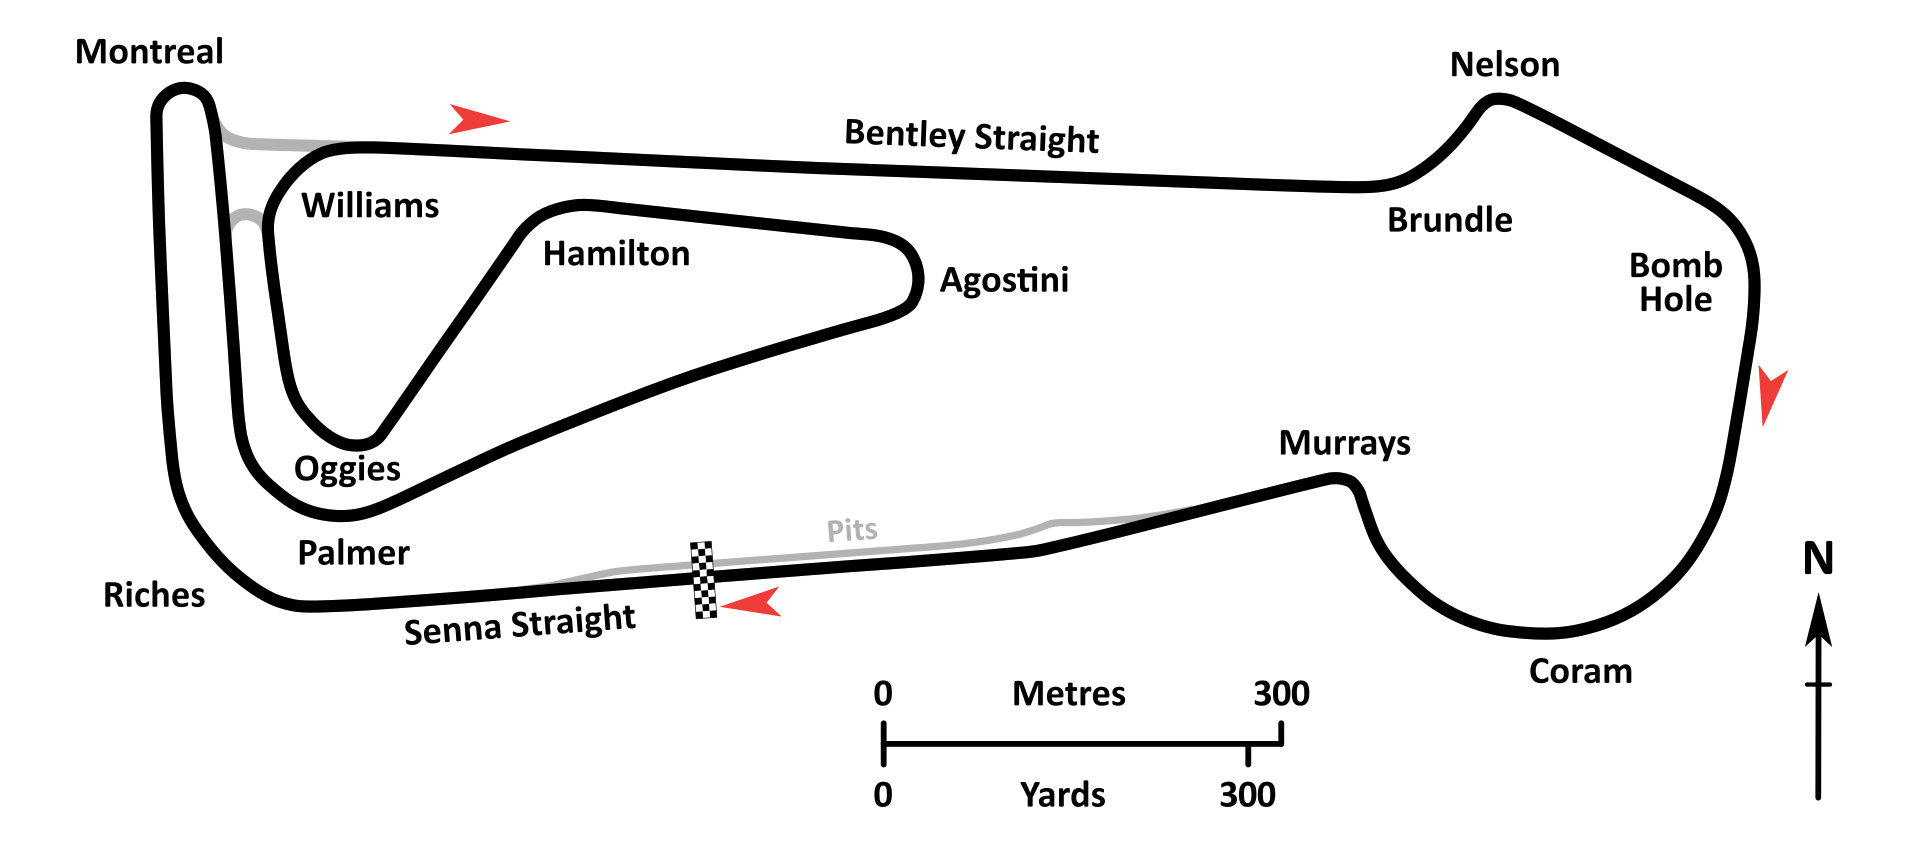 Montreal
Nelson
Bentley Straight
Williams
Brundle
Hamilton
Agostini
Bomb
Hole
Murrays
Oggies
Pits
Palmer
N
Riches
Senna Straight
Coram
0 Metres 300
0 Yards 300